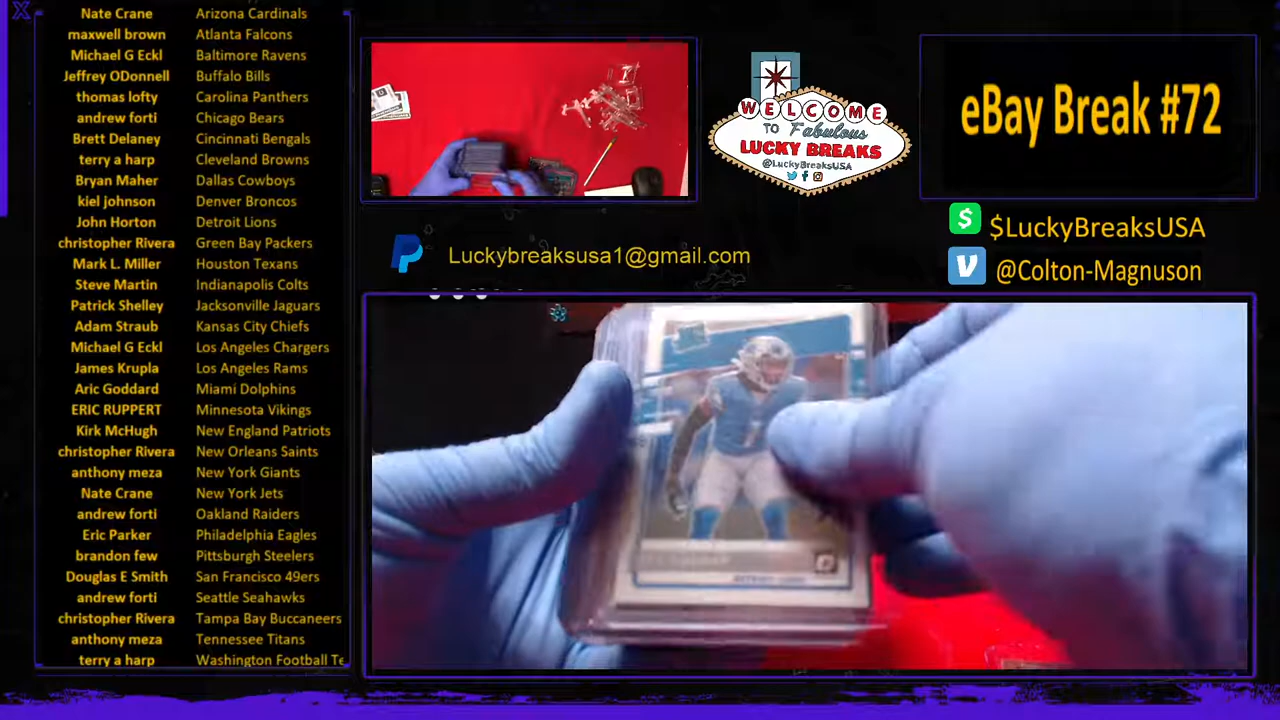 Nate Crane Arizona Cardinals
maxwell brown Atlanta Falcons
Michael G Eckl Baltimore Ravens
Jeffrey ODonnell Buffalo Bills
thomas lofty Carolina Panthers
andrew forti Chicago Bears
Brett Delaney Cincinnati Bengals
terry a harp Cleveland Browns
Bryan Maher Dallas Cowboys
kiel johnson Denver Broncos
John Horton Detroit Lions
christopher Rivera Green Bay Packers
Mark L. Miller Houston Texans
Steve Martin Indianapolis Colts
Patrick Shelley Jacksonville Jaguars
Adam Straub Kansas City Chiefs
Michael G Eckl Los Angeles Chargers
James Krupla Los Angeles Rams
Aric Goddard Miami Dolphins
ERIC RUPPERT Minnesota Vikings
Kirk McHugh New England Patriots
christopher Rivera New Orleans Saints
anthony meza New York Giants
Nate Crane New York Jets
andrew forti Oakland Raiders
Eric Parker Philadelphia Eagles
brandon few Pittsburgh Steelers
Douglas E Smith San Francisco 49ers
andrew forti Seattle Seahawks
christopher Rivera Tampa Bay Buccaneers
anthony meza Tennessee Titans
terry a harp Washington Football Te
WELCOME
TO Fabulous
LUCKY BREAKS
@LuckyBreaksUSA
eBay Break #72
$LuckyBreaksUSA
@Colton-Magnuson
Luckybreaksusa1@gmail.com